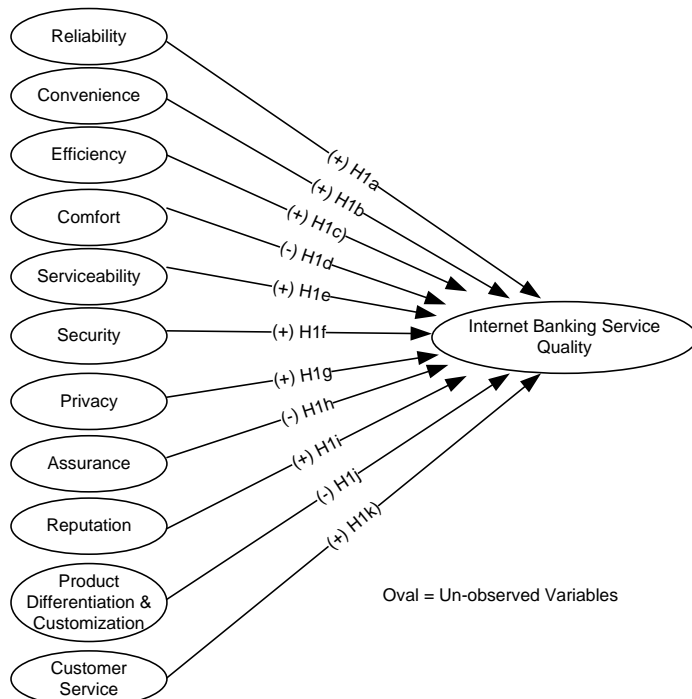 Reliability
Convenience
Efficiency
Comfort
Serviceability
Security
Privacy
Assurance
Reputation
Product
Differentiation &
Customization
Customer
Service
(+) H1a
(+) H1b
(+) H1c)
(-) H1d
(+) H1e
(+) H1f
(+) H1g
(-) H1h
(+) H1i
(-) H1j
(+) H1k)
Internet Banking Service
Quality
Oval = Un-observed Variables